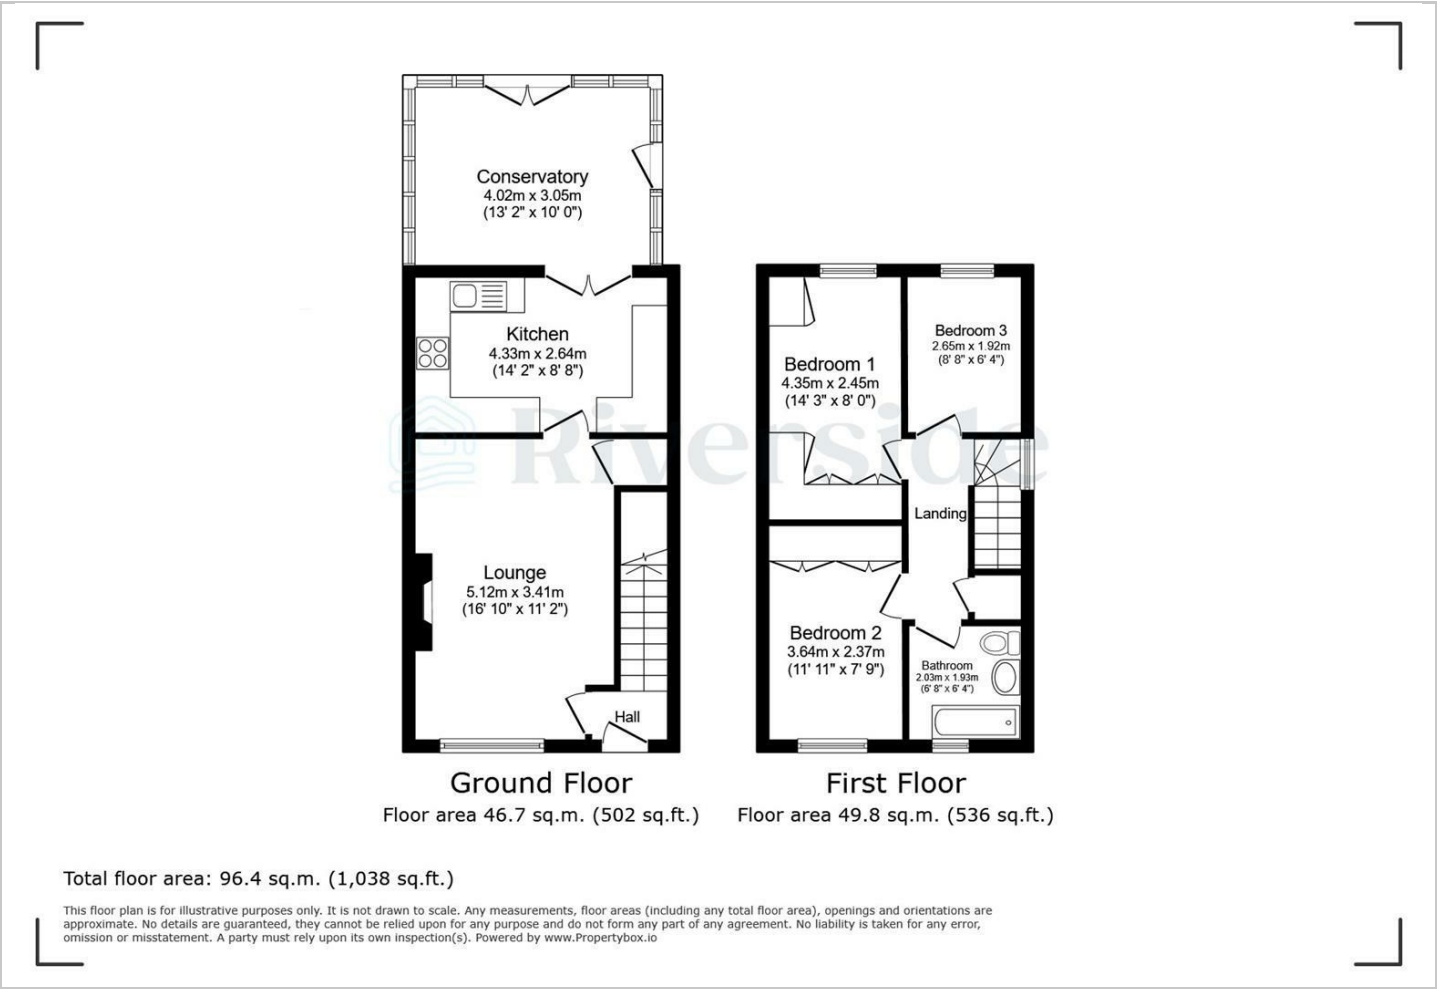 Conservatory
4.02m x 3.05m
(13' 2" x 10' 0")
Kitchen
4.33m x 2.64m
(14' 2" x 8' 8")
Bedroom 1
4.35m x 2.45m
(14' 3" x 8' 0")
Bedroom 3
2.65m x 1.92m
(8' 8" x 6' 4")
Riverside
Landing
Lounge
5.12m x 3.41m
(16' 10" x 11' 2")
Bedroom 2
3.64m x 2.37m
(11' 11" x 7' 9")
Bathroom
2.03m x 1.93m
(6' 8" x 6' 4")
Hall
Ground Floor
Floor area 46.7 sq.m. (502 sq.ft.)
First Floor
Floor area 49.8 sq.m. (536 sq.ft.)
Total floor area: 96.4 sq.m. (1,038 sq.ft.)
This floor plan is for illustrative purposes only. It is not drawn to scale. Any measurements, floor areas (including any total floor area), openings and orientations are
approximate. No details are guaranteed, they cannot be relied upon for any purpose and do not form any part of any agreement. No liability is taken for any error,
omission or misstatement. A party must rely upon its own inspection(s). Powered by www.Propertybox.io